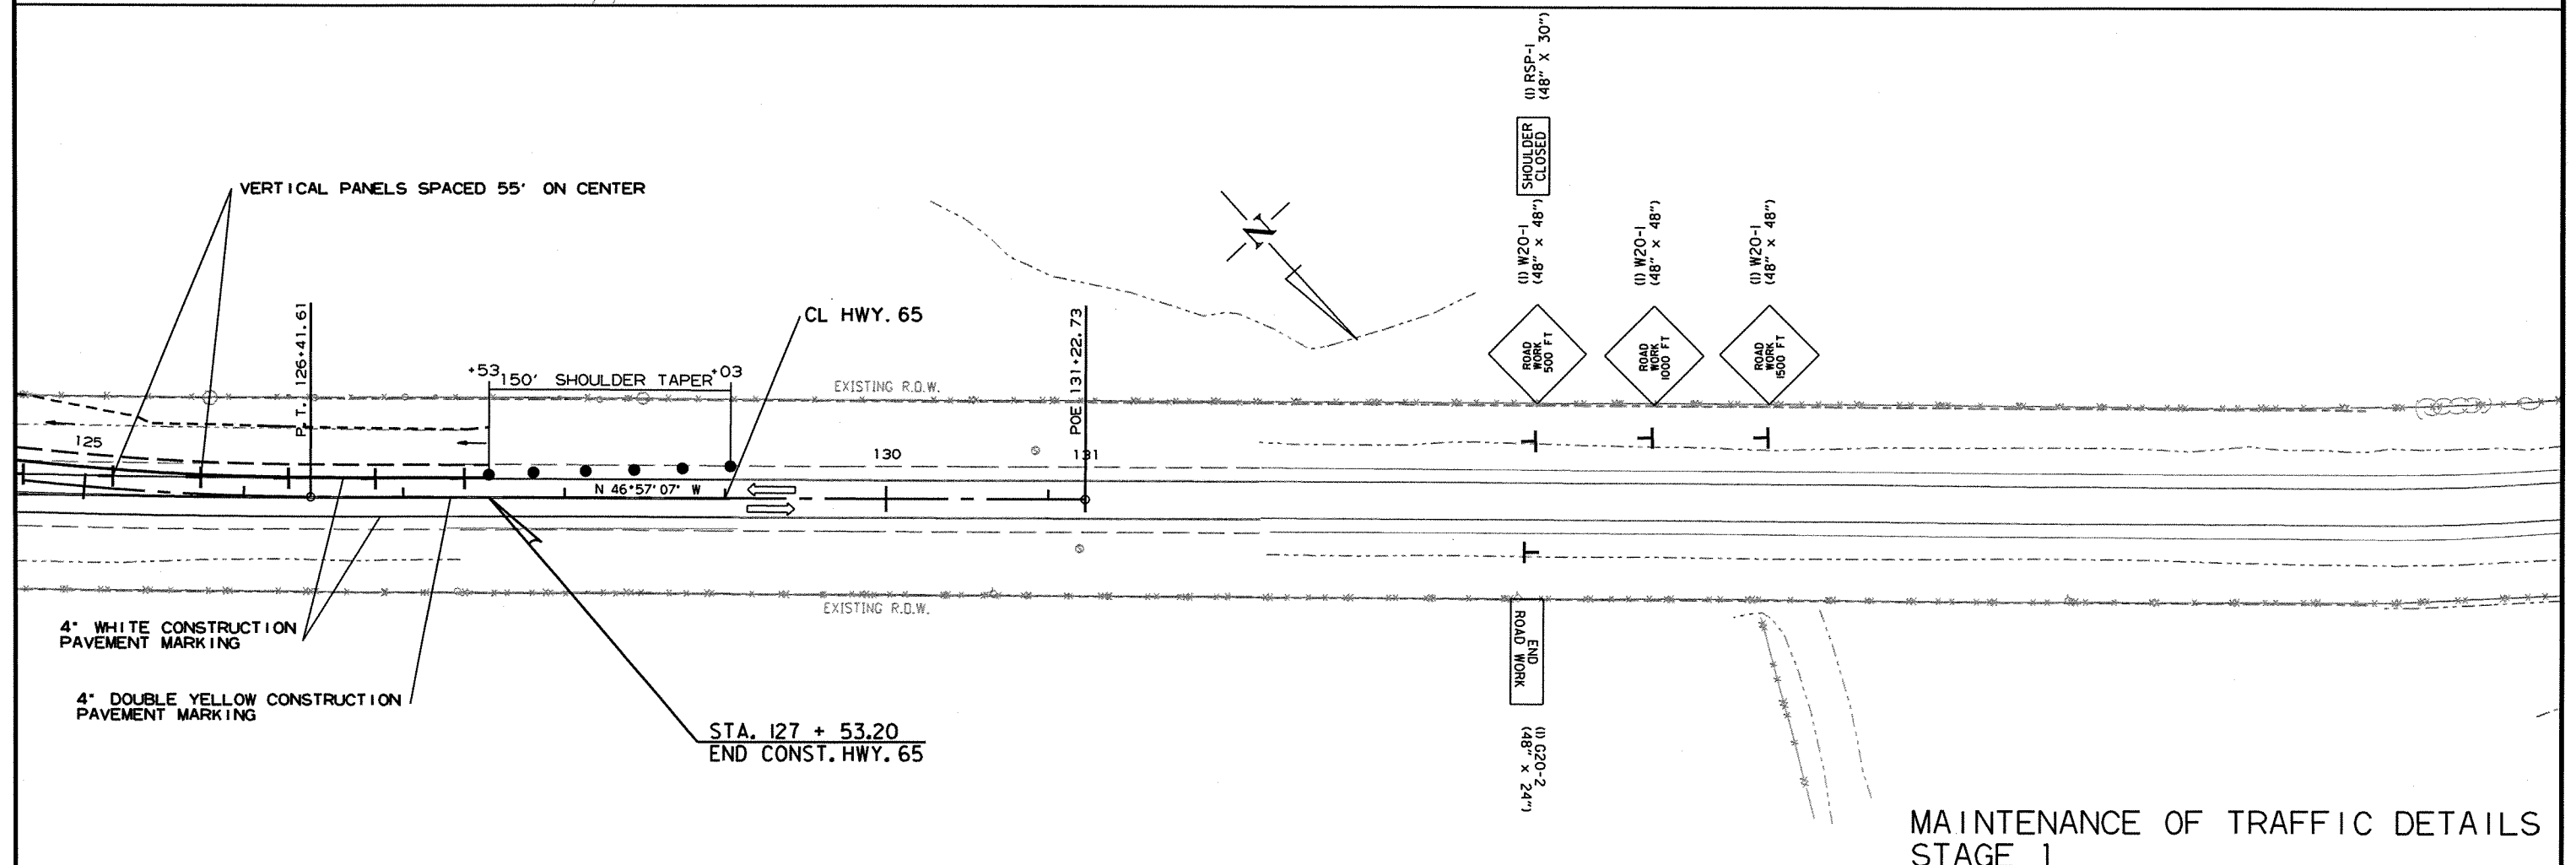 (1) RSP-1
(48" X 30")
SHOULDER
CLOSED
(1) W20-1
(48" x 48")
(1) W20-1
(48" x 48")
(1) W20-1
(48" x 48")
ROAD
WORK
500 FT
ROAD
WORK
1000 FT
ROAD
WORK
1500 FT
VERTICAL PANELS SPACED 55' ON CENTER
N
CL HWY. 65
P.T. 126+41.61
POE 131+22.73
+53
150' SHOULDER TAPER
+03
EXISTING R.O.W.
125
130
131
N 46°57'07" W
EXISTING R.O.W.
4" WHITE CONSTRUCTION
PAVEMENT MARKING
4" DOUBLE YELLOW CONSTRUCTION
PAVEMENT MARKING
END
ROAD WORK
(1) G20-2
(48" x 24")
STA. 127 + 53.20
END CONST. HWY. 65
MAINTENANCE OF TRAFFIC DETAILS
STAGE 1